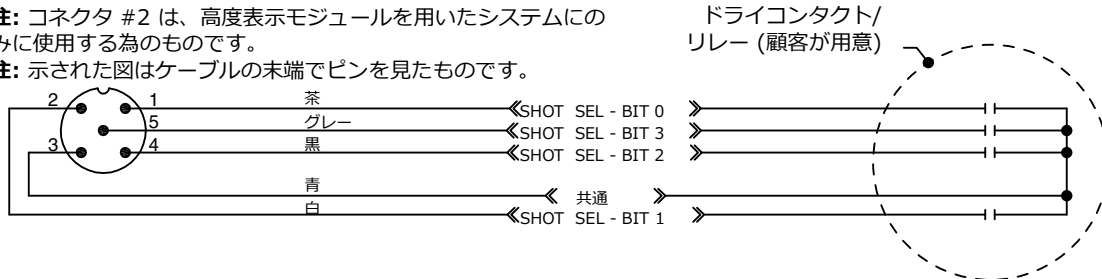 注: コネクタ #2 は、高度表示モジュールを用いたシステムにの
みに使用する為のものです。
注: 示された図はケーブルの末端でピンを見たものです。
ドライコンタクト/
リレー (顧客が用意)
2
1
茶
SHOT SEL - BIT 0
5
グレー
SHOT SEL - BIT 3
3
4
黒
SHOT SEL - BIT 2
青
共通
白
SHOT SEL - BIT 1